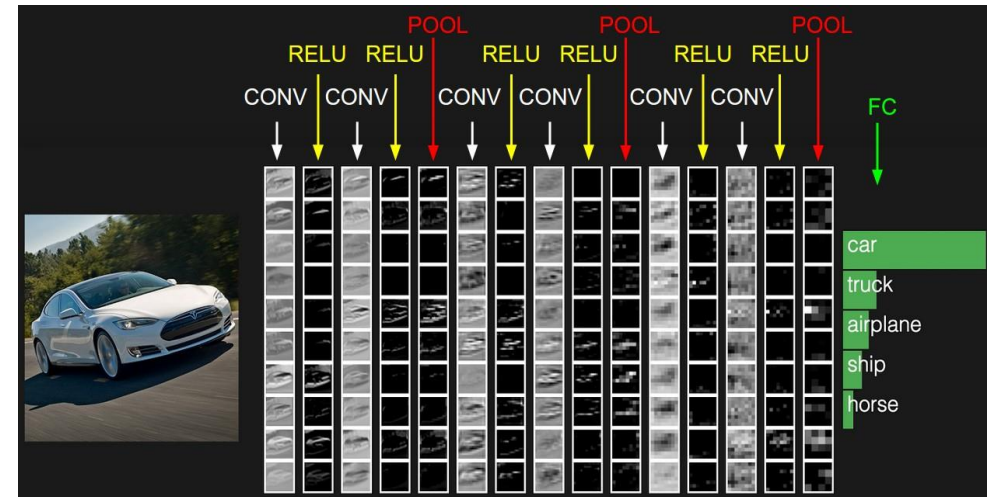 POOL POOL POOL
RELU RELU RELU RELU RELU RELU
CONV CONV CONV CONV CONV CONV
FC
car
truck
airplane
ship
horse